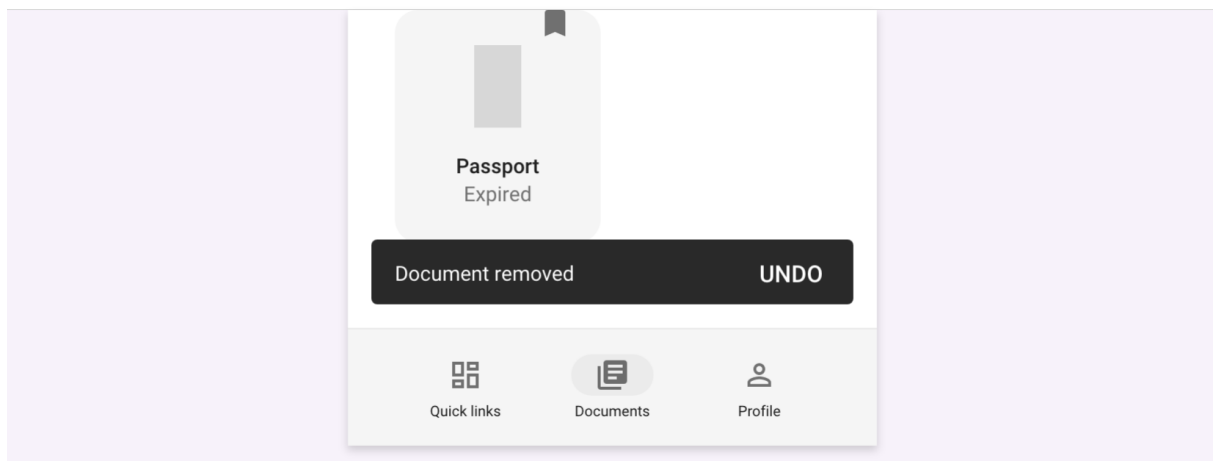 Passport
Expired
Document removed UNDO
Quick links Documents Profile